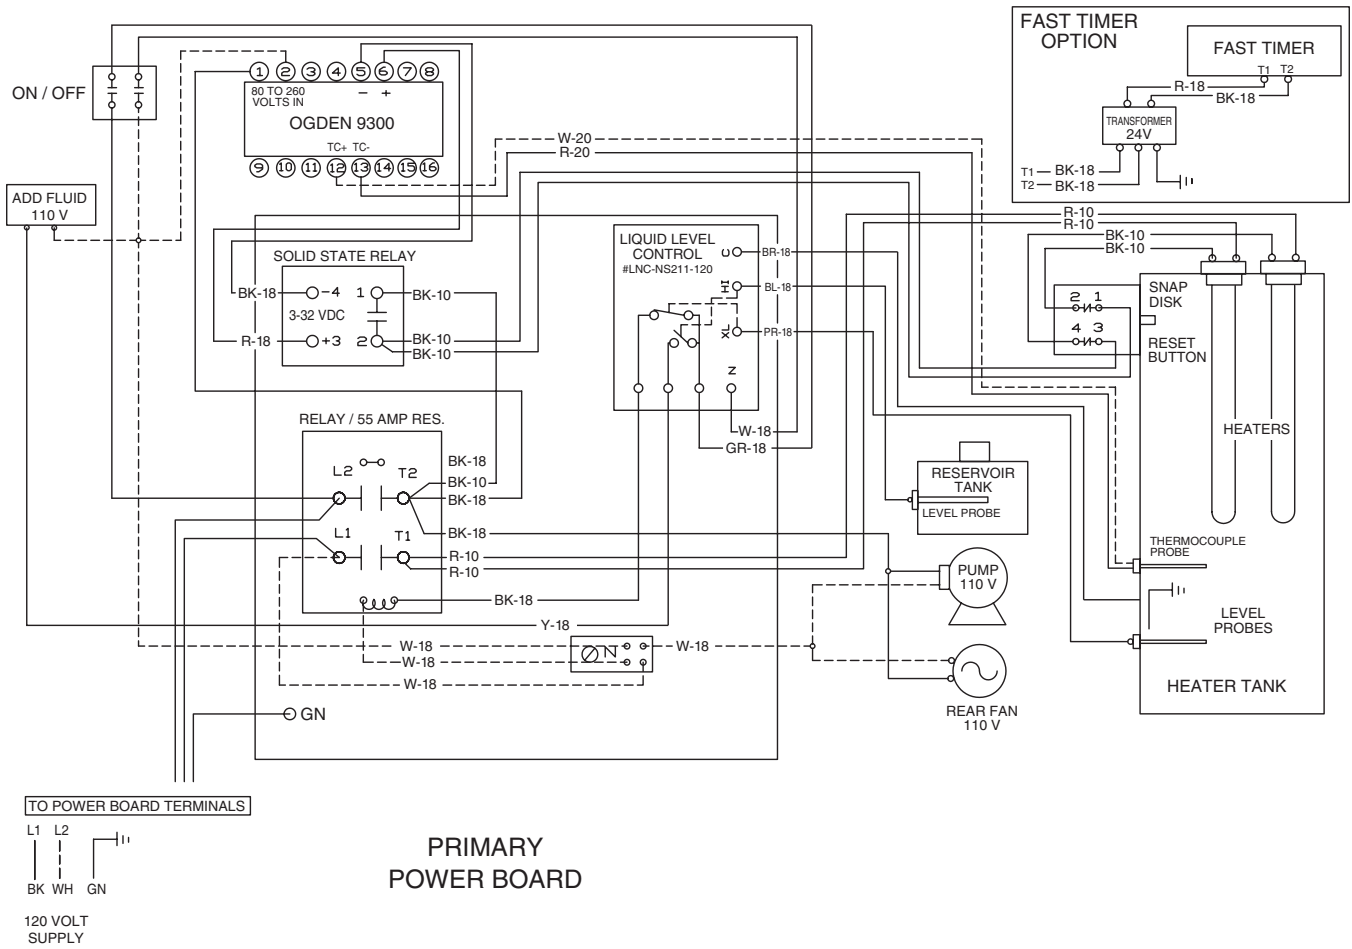 FAST TIMER
OPTION
FAST TIMER
T1 T2
R-18
BK-18
TRANSFORMER
24V
T1 BK-18
T2 BK-18
ON / OFF
1 2 3 4 5 6 7 8
80 TO 260
VOLTS IN
− +
OGDEN 9300
TC+ TC-
9 10 11 12 13 14 15 16
W-20
R-20
ADD FLUID
110 V
SOLID STATE RELAY
BK-18
-4 1
BK-10
3-32 VDC
R-18
+3 2
BK-10
BK-10
LIQUID LEVEL
CONTROL
#LNC-NS211-120
C
BR-18
HI
BL-18
XL
PR-18
N
W-18
GR-18
R-10
R-10
BK-10
BK-10
SNAP
DISK
2 1
4 3
RESET
BUTTON
HEATERS
RELAY / 55 AMP RES.
L2 T2
BK-18
BK-10
BK-18
L1 T1
BK-18
R-10
R-10
BK-18
Y-18
W-18
W-18
W-18
N
W-18
GN
RESERVOIR
TANK
LEVEL PROBE
PUMP
110 V
REAR FAN
110 V
THERMOCOUPLE
PROBE
LEVEL
PROBES
HEATER TANK
TO POWER BOARD TERMINALS
L1 L2
BK WH GN
120 VOLT
SUPPLY
PRIMARY
POWER BOARD